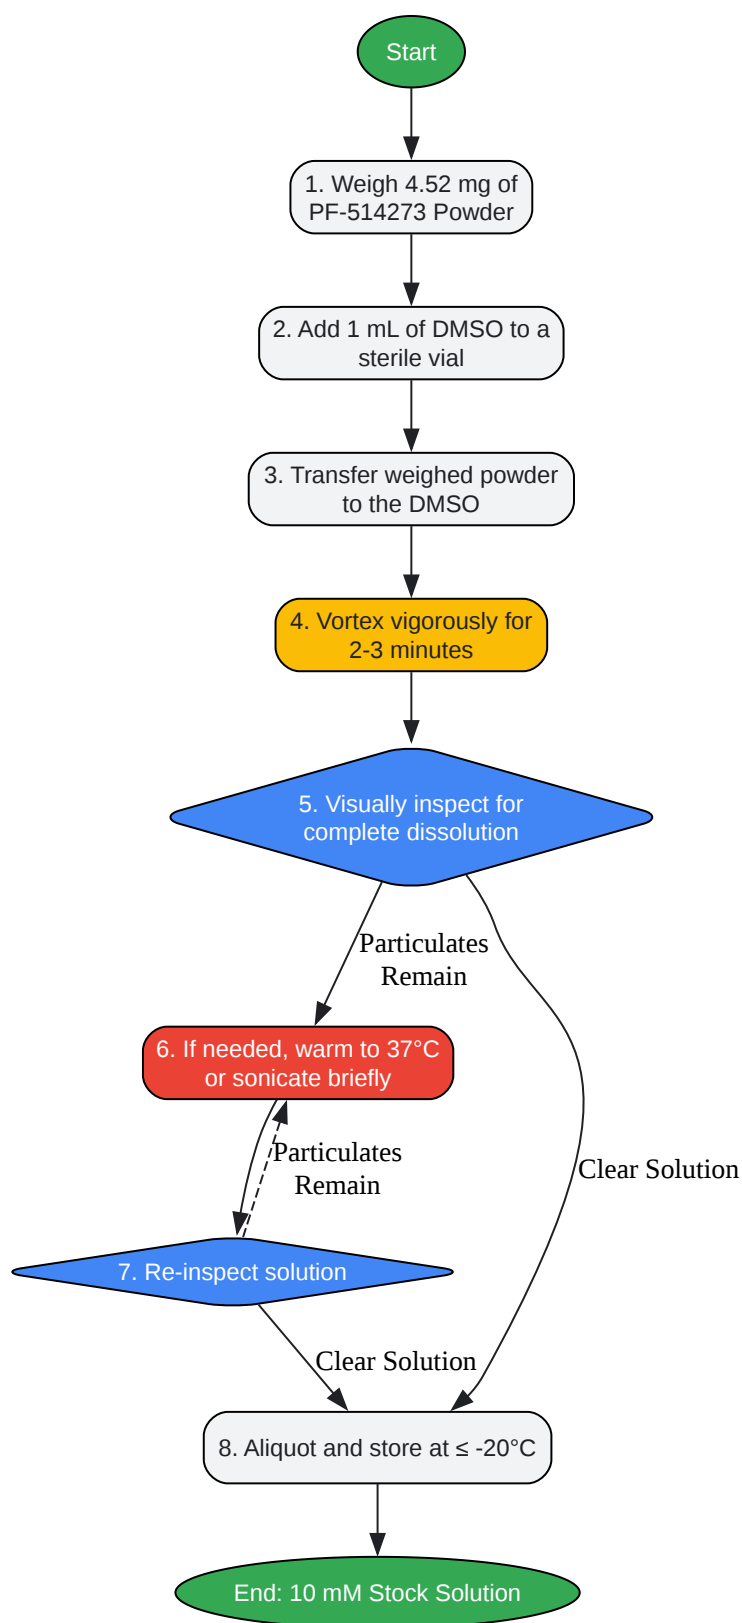 Start
1. Weigh 4.52 mg of
PF-514273 Powder
2. Add 1 mL of DMSO to a
sterile vial
3. Transfer weighed powder
to the DMSO
4. Vortex vigorously for
2-3 minutes
5. Visually inspect for
complete dissolution
Particulates
Remain
6. If needed, warm to 37°C
or sonicate briefly
Particulates
Remain
Clear Solution
7. Re-inspect solution
Clear Solution
8. Aliquot and store at ≤ -20°C
End: 10 mM Stock Solution